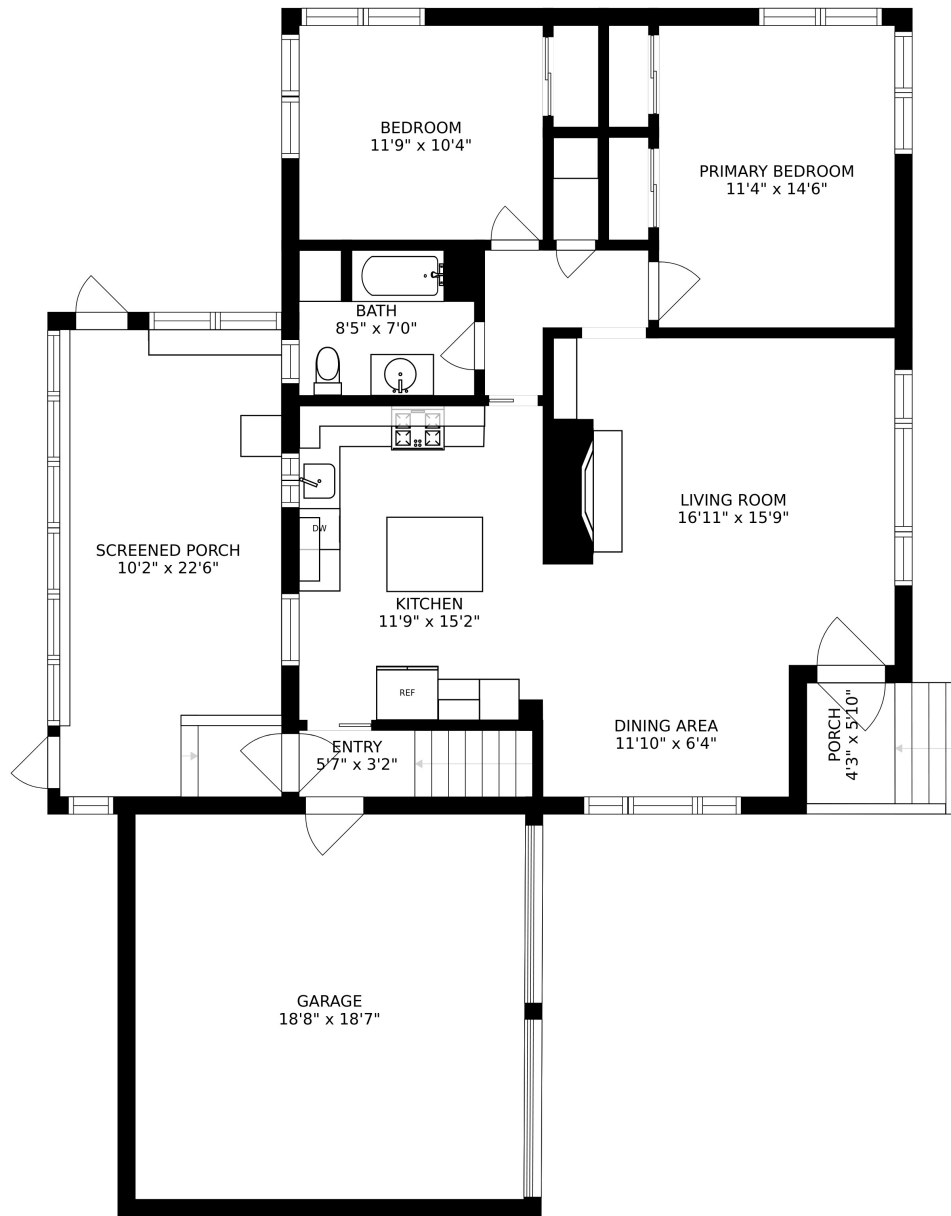 BEDROOM
11'9" x 10'4"
PRIMARY BEDROOM
11'4" x 14'6"
BATH
8'5" x 7'0"
LIVING ROOM
16'11" x 15'9"
DW
SCREENED PORCH
10'2" x 22'6"
KITCHEN
11'9" x 15'2"
REF
DINING AREA
11'10" x 6'4"
PORCH
4'3" x 5'10"
ENTRY
5'7" x 3'2"
GARAGE
18'8" x 18'7"